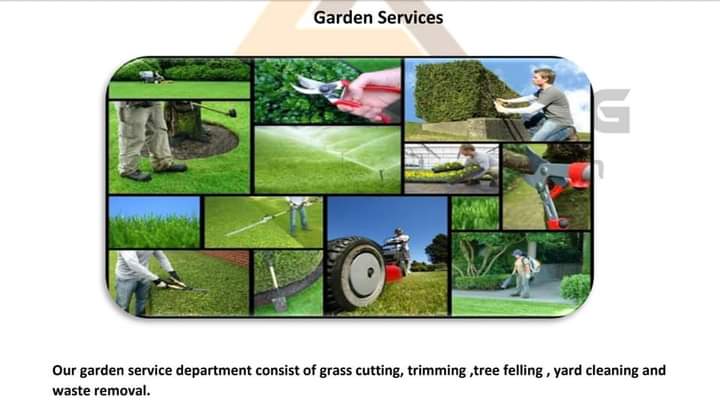 Garden Services
G
n
Our garden service department consist of grass cutting, trimming ,tree felling , yard cleaning and
waste removal.